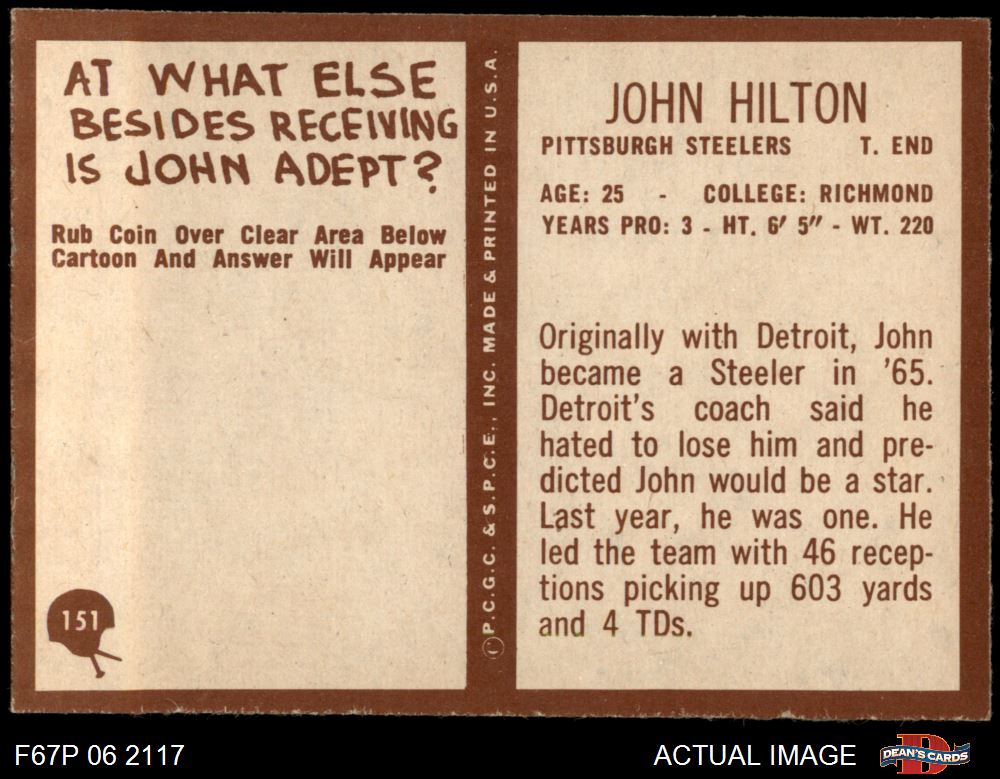 AT WHAT ELSE
BESIDES RECEIVING
IS JOHN ADEPT?
Rub Coin Over Clear Area Below
Cartoon And Answer Will Appear
151
© P.C.G.C. & S.P.C.E., INC. MADE & PRINTED IN U.S.A.
JOHN HILTON
PITTSBURGH STEELERS T. END
AGE: 25 - COLLEGE: RICHMOND
YEARS PRO: 3 - HT. 6′ 5″ - WT. 220
Originally with Detroit, John
became a Steeler in '65.
Detroit's coach said he
hated to lose him and pre-
dicted John would be a star.
Last year, he was one. He
led the team with 46 recep-
tions picking up 603 yards
and 4 TDs.
F67P 06 2117
ACTUAL IMAGE
DEAN'S CARDS